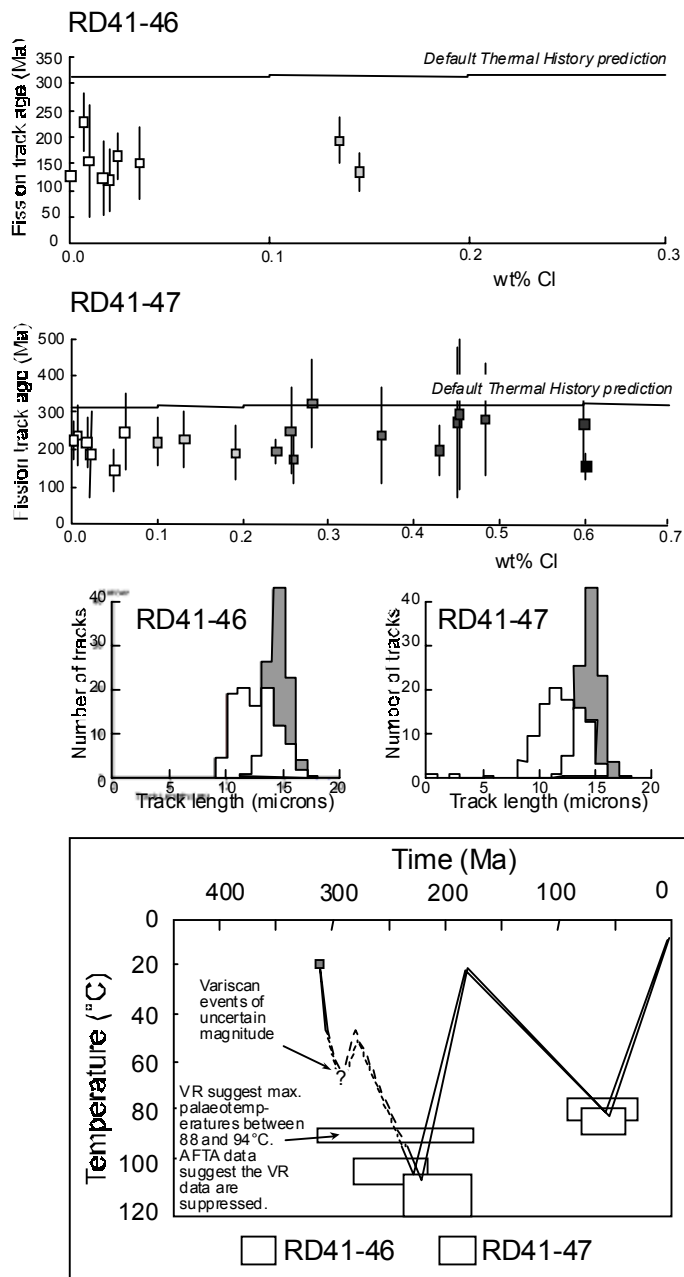 RD41-46
Fission track age (Ma)
350
300
250
200
150
100
50
0
Default Thermal History prediction
0.0 0.1 0.2 0.3
wt% Cl
RD41-47
Fission track age (Ma)
500
400
300
200
100
0
Default Thermal History prediction
0.0 0.1 0.2 0.3 0.4 0.5 0.6 0.7
wt% Cl
RD41-46
Number of tracks
40
30
20
10
0
0 5 10 15 20
Track length (microns)
RD41-47
Number of tracks
40
30
20
10
0
0 5 10 15 20
Track length (microns)
Time (Ma)
400 300 200 100 0
Temperature (°C)
0
20
40
60
80
100
120
Variscan
events of
uncertain
magnitude
?
VR suggest max.
palaeotemp-
eratures between
88 and 94°C.
AFTA data
suggest the VR
data are
suppressed.
RD41-46 RD41-47